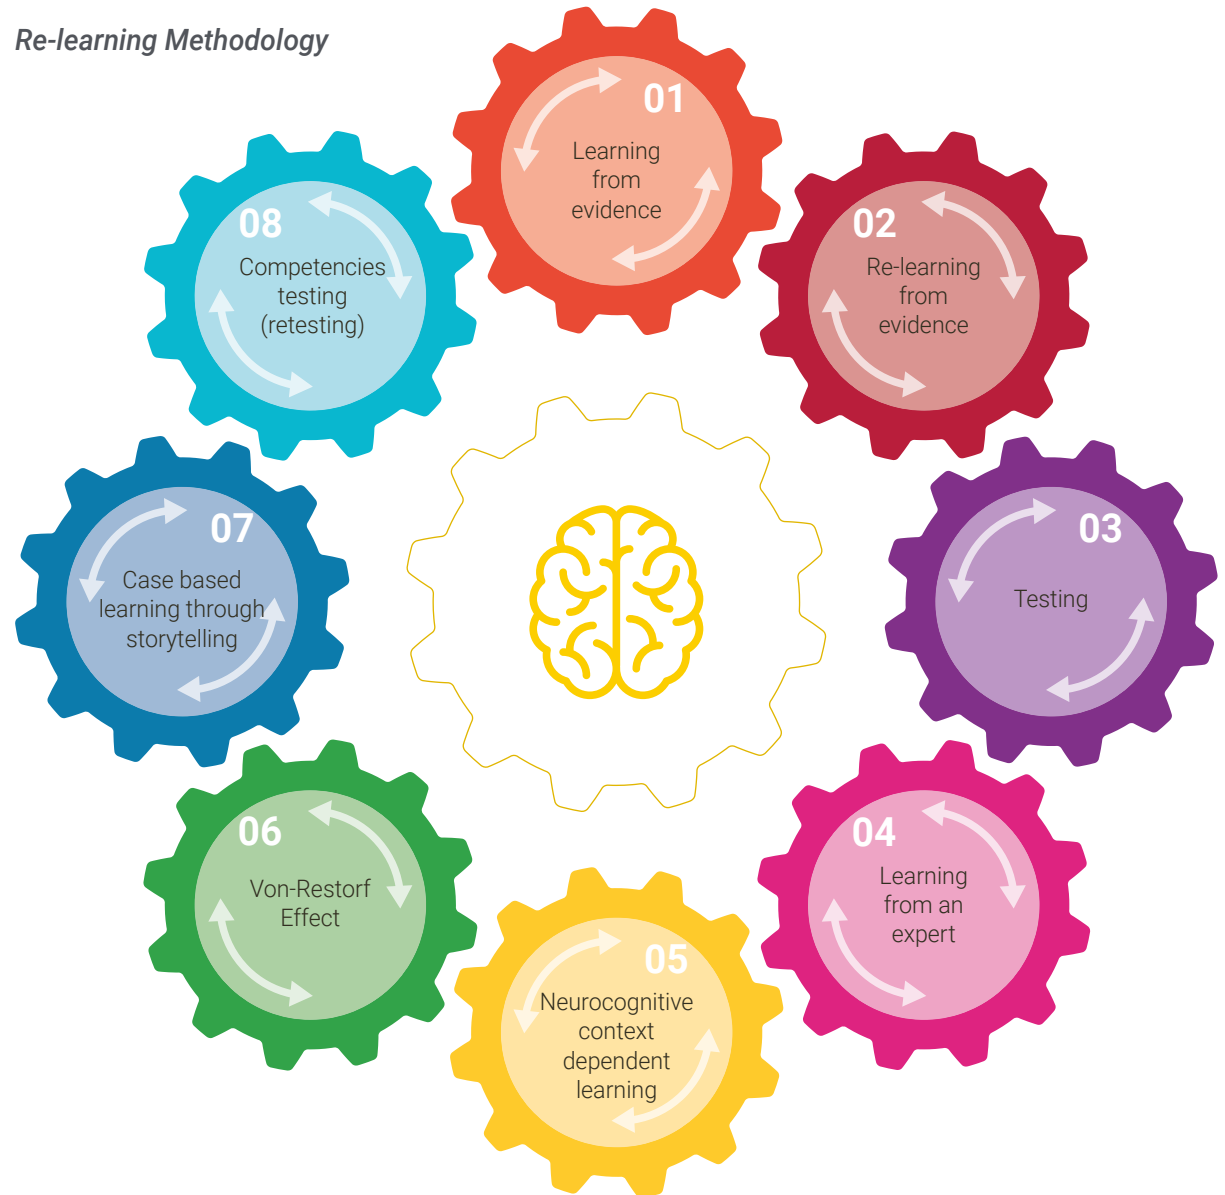 Re-learning Methodology
01
Learning
from
evidence
02
Re-learning
from
evidence
03
Testing
04
Learning
from an
expert
05
Neurocognitive
context
dependent
learning
06
Von-Restorf
Effect
07
Case based
learning through
storytelling
08
Competencies
testing
(retesting)